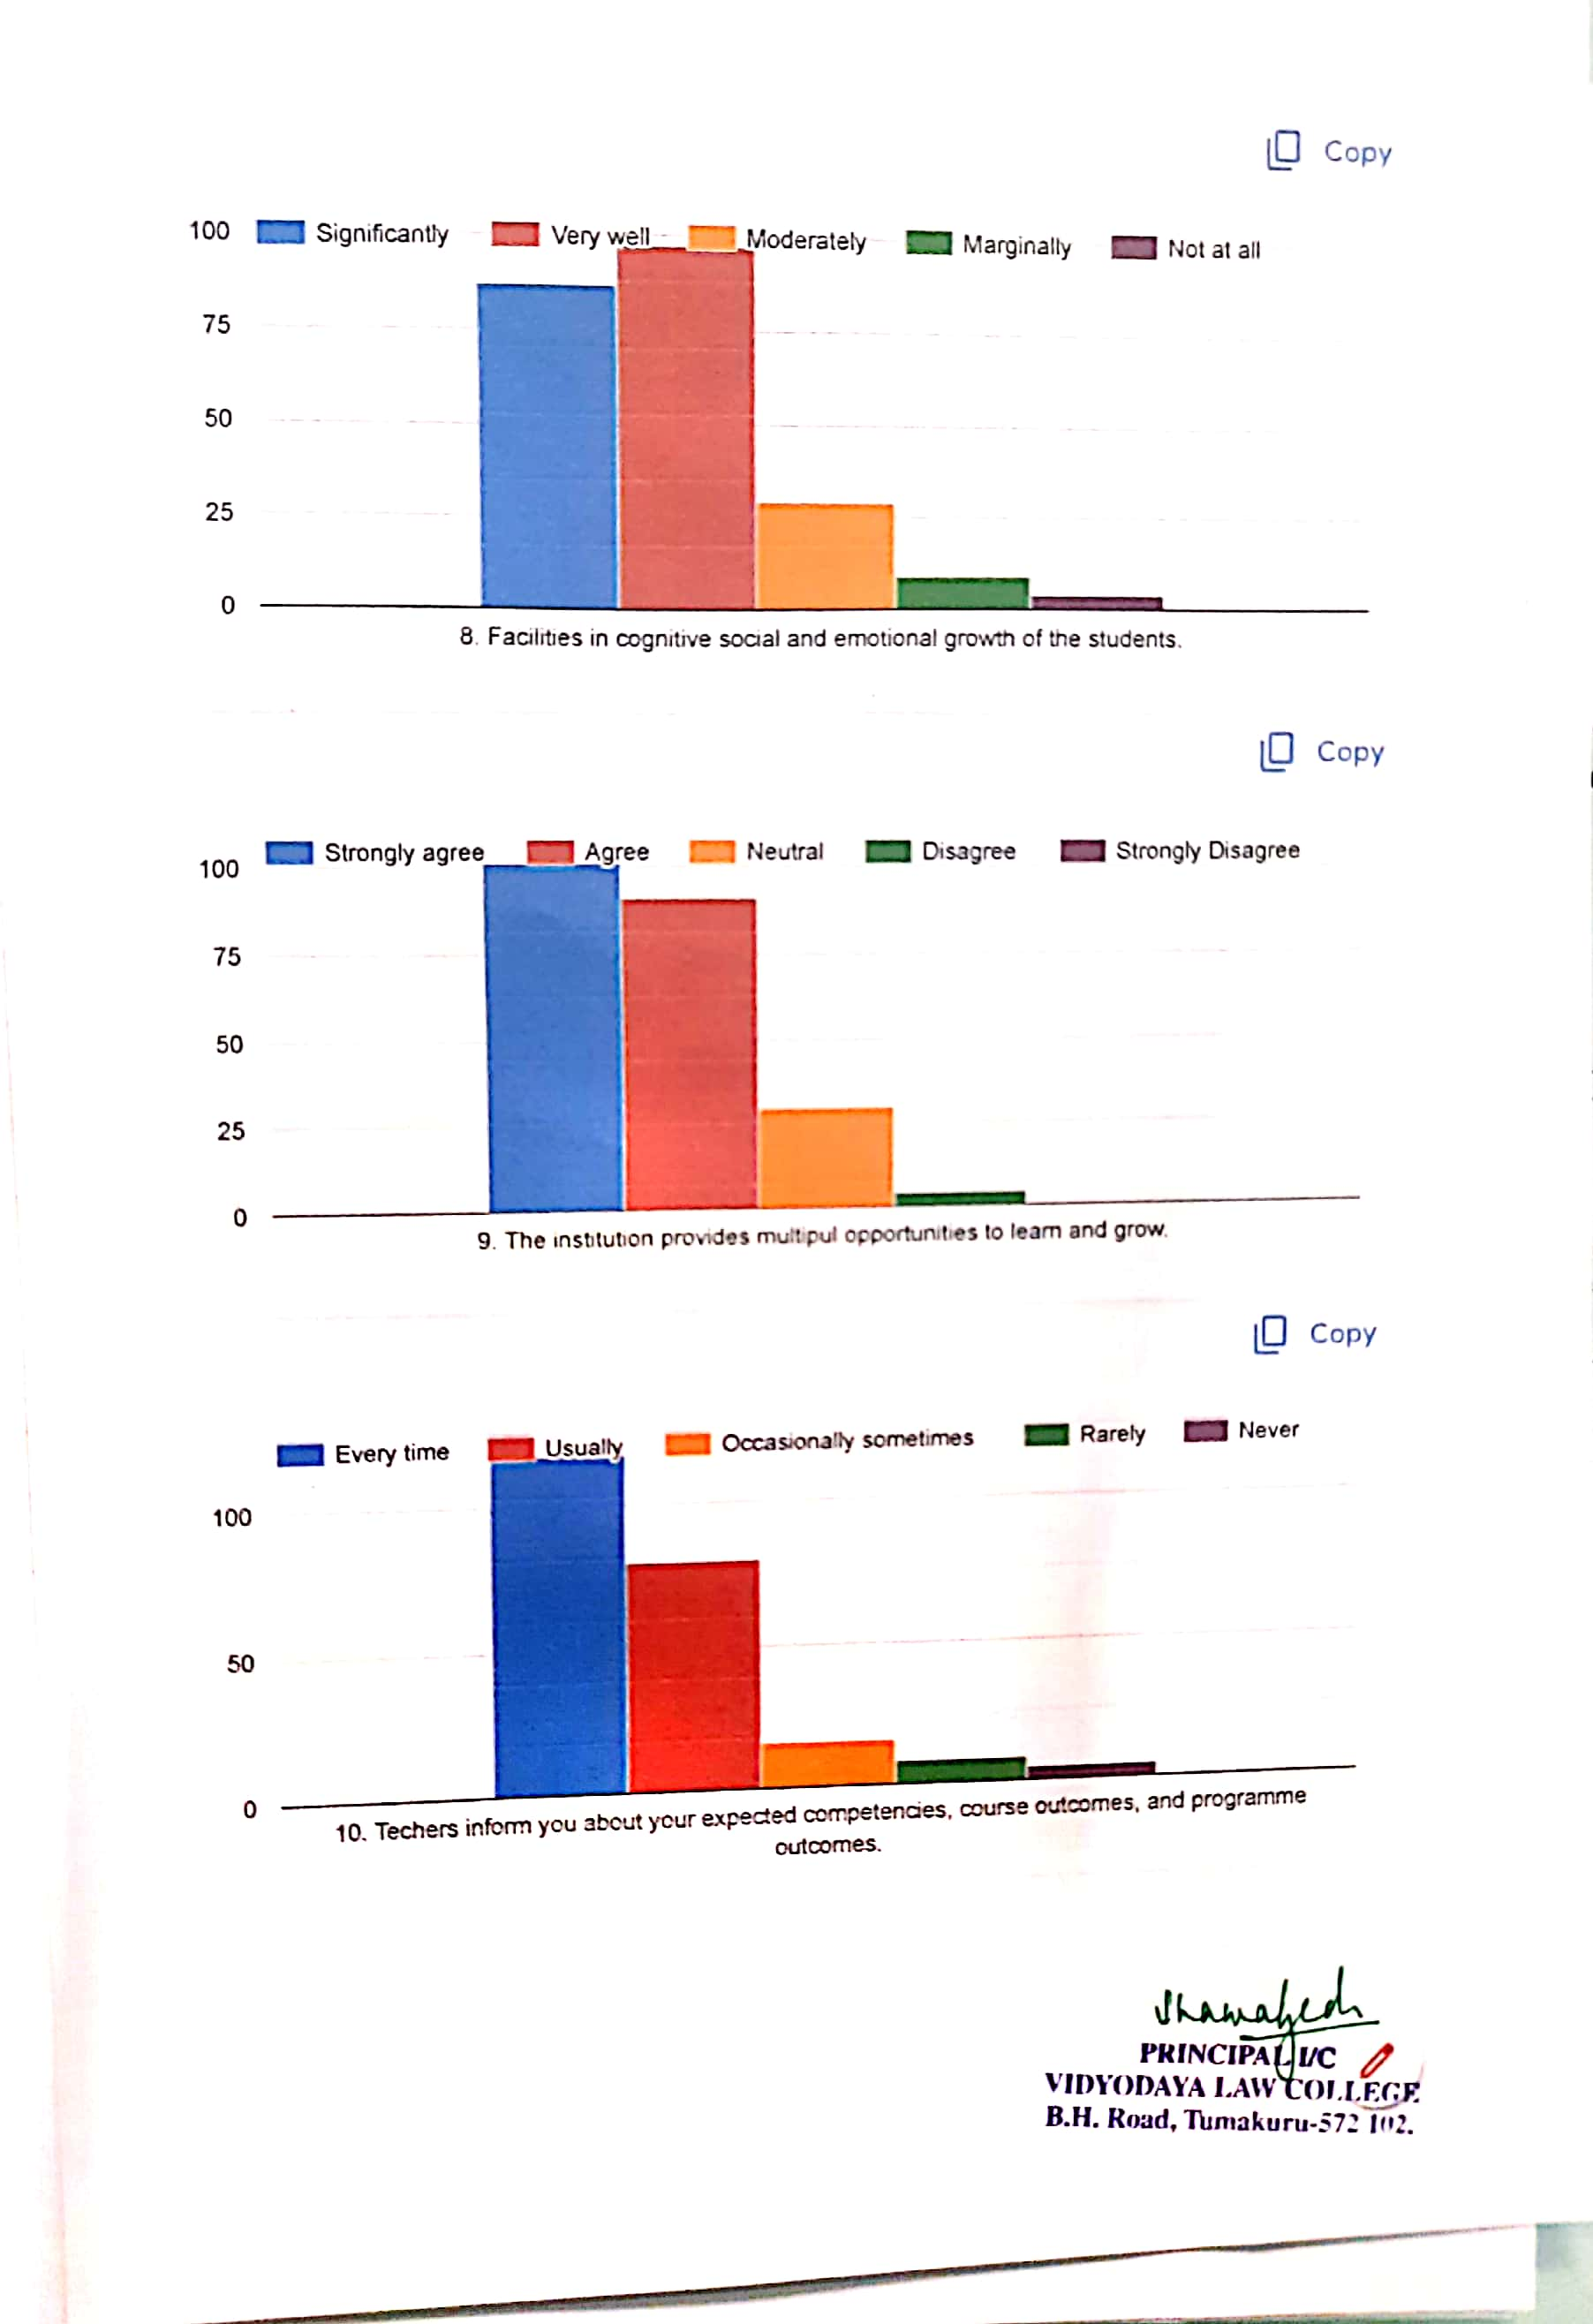 Copy
100 Significantly Very well Moderately Marginally Not at all
75
50
25
0
8. Facilities in cognitive social and emotional growth of the students.
Copy
Strongly agree Agree Neutral Disagree Strongly Disagree
100
75
50
25
0
9. The institution provides multipul opportunities to learn and grow.
Copy
Every time Usually Occasionally sometimes Rarely Never
100
50
0
10. Techers inform you about your expected competencies, course outcomes, and programme
outcomes.
PRINCIPAL I/C
VIDYODAYA LAW COLLEGE
B.H. Road, Tumakuru-572 102.